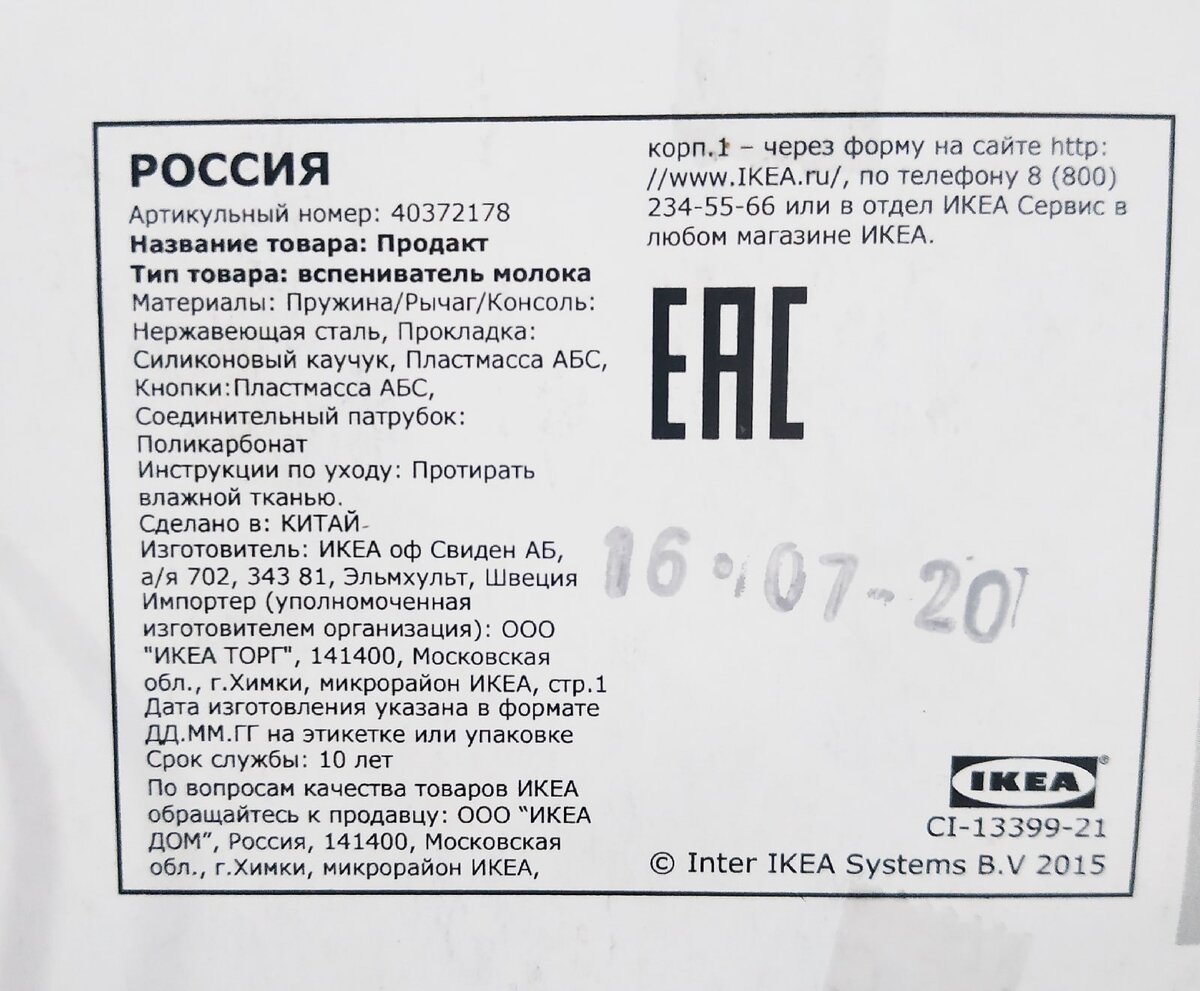 РОССИЯ
Артикульный номер: 40372178
Название товара: Продакт
Тип товара: вспениватель молока
Материалы: Пружина/Рычаг/Консоль:
Нержавеющая сталь, Прокладка:
Силиконовый каучук, Пластмасса АБС,
Кнопки:Пластмасса АБС,
Соединительный патрубок:
Поликарбонат
Инструкции по уходу: Протирать
влажной тканью.
Сделано в: КИТАЙ
Изготовитель: ИКЕА оф Свиден АБ,
а/я 702, 343 81, Эльмхульт, Швеция
Импортер (уполномоченная
изготовителем организация): ООО
"ИКЕА ТОРГ", 141400, Московская
обл., г.Химки, микрорайон ИКЕА, стр.1
Дата изготовления указана в формате
ДД.ММ.ГГ на этикетке или упаковке
Срок службы: 10 лет
По вопросам качества товаров ИКЕА
обращайтесь к продавцу: ООО “ИКЕА
ДОМ”, Россия, 141400, Московская
обл., г.Химки, микрорайон ИКЕА,
корп.1 – через форму на сайте http:
//www.IKEA.ru/, по телефону 8 (800)
234-55-66 или в отдел ИКЕА Сервис в
любом магазине ИКЕА.
EAC
16.07-20
IKEA®
CI-13399-21
© Inter IKEA Systems B.V 2015